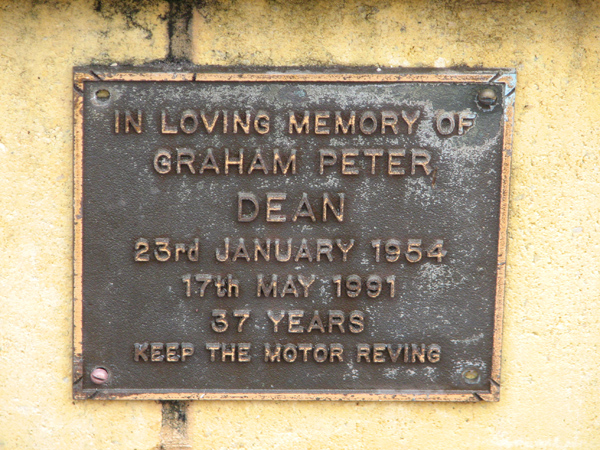 IN LOVING MEMORY OF
GRAHAM PETER
DEAN
23rd JANUARY 1954
17th MAY 1991
37 YEARS
KEEP THE MOTOR REVING